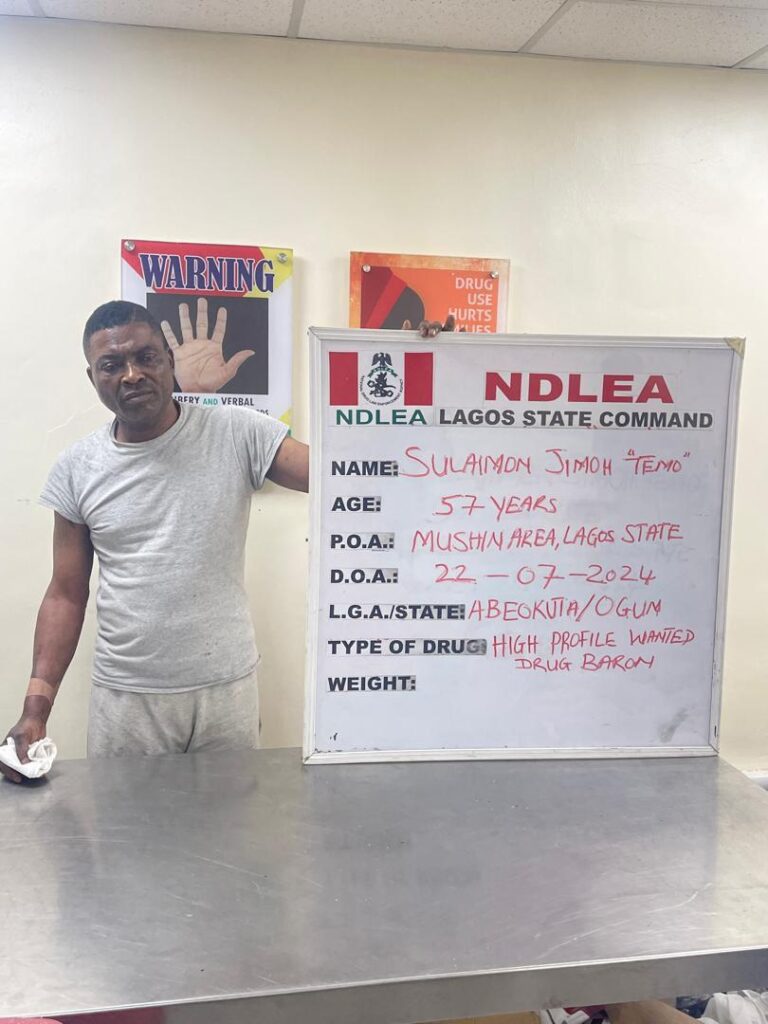 WARNING
BERY AND VERBAL
DRUG
USE
HURTS
NDLEA
NDLEA LAGOS STATE COMMAND
NAME: SULAIMON JIMOH "TEMO"
AGE: 57 YEARS
P.O.A.: MUSHIN AREA, LAGOS STATE
D.O.A.: 22-07-2024
L.G.A./STATE: ABEOKUTA/OGUN
TYPE OF DRUG: HIGH PROFILE WANTED
DRUG BARON
WEIGHT: